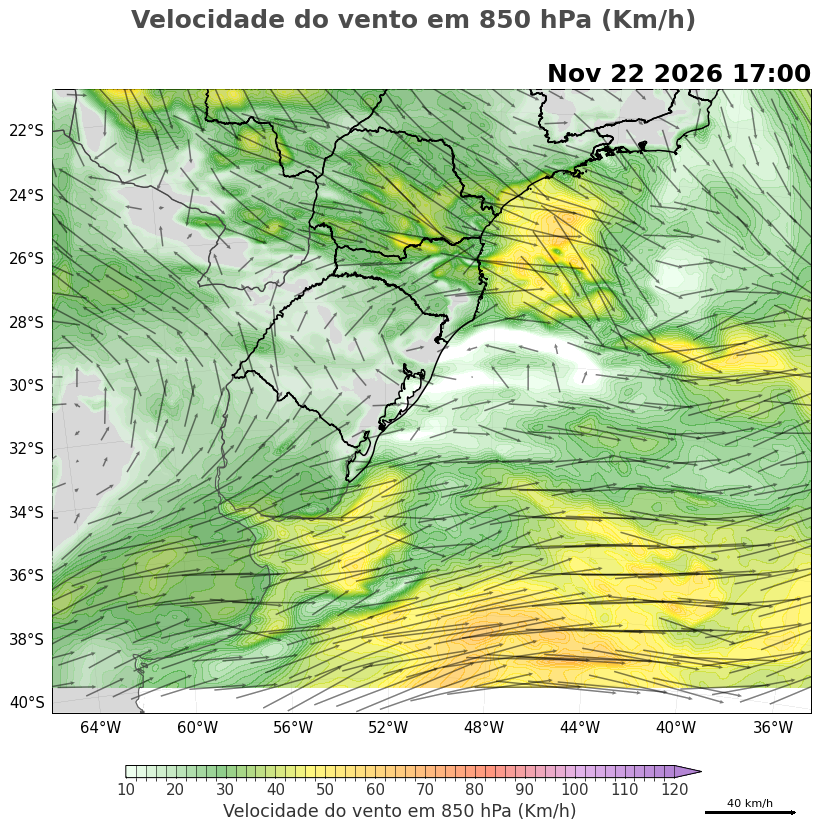 Velocidade do vento em 850 hPa (Km/h)
Nov 22 2026 17:00
22°S
24°S
26°S
28°S
30°S
32°S
34°S
36°S
38°S
40°S
64°W 60°W 56°W 52°W 48°W 44°W 40°W 36°W
10 20 30 40 50 60 70 80 90 100 110 120
Velocidade do vento em 850 hPa (Km/h)
40 km/h